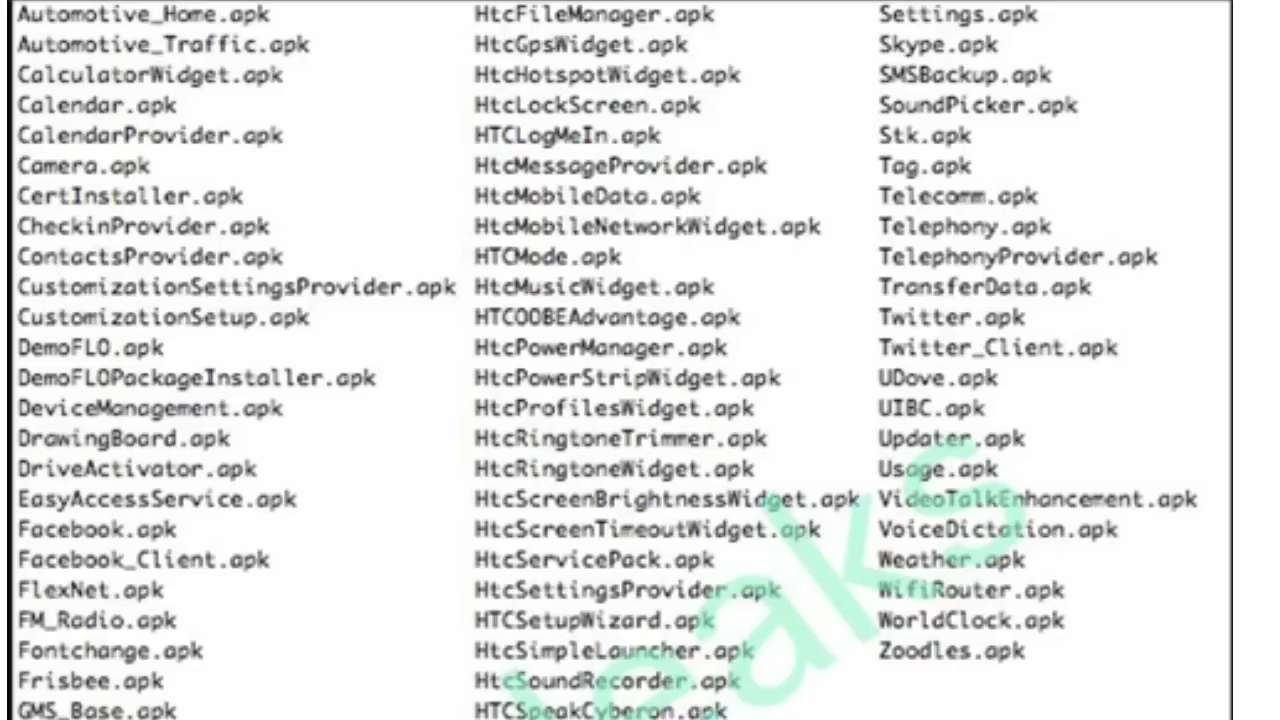 Automotive_Home.apk
Automotive_Traffic.apk
CalculatorWidget.apk
Calendar.apk
CalendarProvider.apk
Camera.apk
CertInstaller.apk
CheckinProvider.apk
ContactsProvider.apk
CustomizationSettingsProvider.apk
CustomizationSetup.apk
DemoFLO.apk
DemoFLOPackageInstaller.apk
DeviceManagement.apk
DrawingBoard.apk
DriveActivator.apk
EasyAccessService.apk
Facebook.apk
Facebook_Client.apk
FlexNet.apk
FM_Radio.apk
Fontchange.apk
Frisbee.apk
GMS_Base.apk
HtcFileManager.apk
HtcGpsWidget.apk
HtcHotspotWidget.apk
HtcLockScreen.apk
HTCLogMeIn.apk
HtcMessageProvider.apk
HtcMobileData.apk
HtcMobileNetworkWidget.apk
HTCMode.apk
HtcMusicWidget.apk
HTCOOBEAdvantage.apk
HtcPowerManager.apk
HtcPowerStripWidget.apk
HtcProfilesWidget.apk
HtcRingtoneTrimmer.apk
HtcRingtoneWidget.apk
HtcScreenBrightnessWidget.apk
HtcScreenTimeoutWidget.apk
HtcServicePack.apk
HtcSettingsProvider.apk
HTCSetupWizard.apk
HtcSimpleLauncher.apk
HtcSoundRecorder.apk
HTCSpeakCyberon.apk
Settings.apk
Skype.apk
SMSBackup.apk
SoundPicker.apk
Stk.apk
Tag.apk
Telecomm.apk
Telephony.apk
TelephonyProvider.apk
TransferData.apk
Twitter.apk
Twitter_Client.apk
UDove.apk
UIBC.apk
Updater.apk
Usage.apk
VideoTalkEnhancement.apk
VoiceDictation.apk
Weather.apk
WifiRouter.apk
WorldClock.apk
Zoodles.apk
leaks